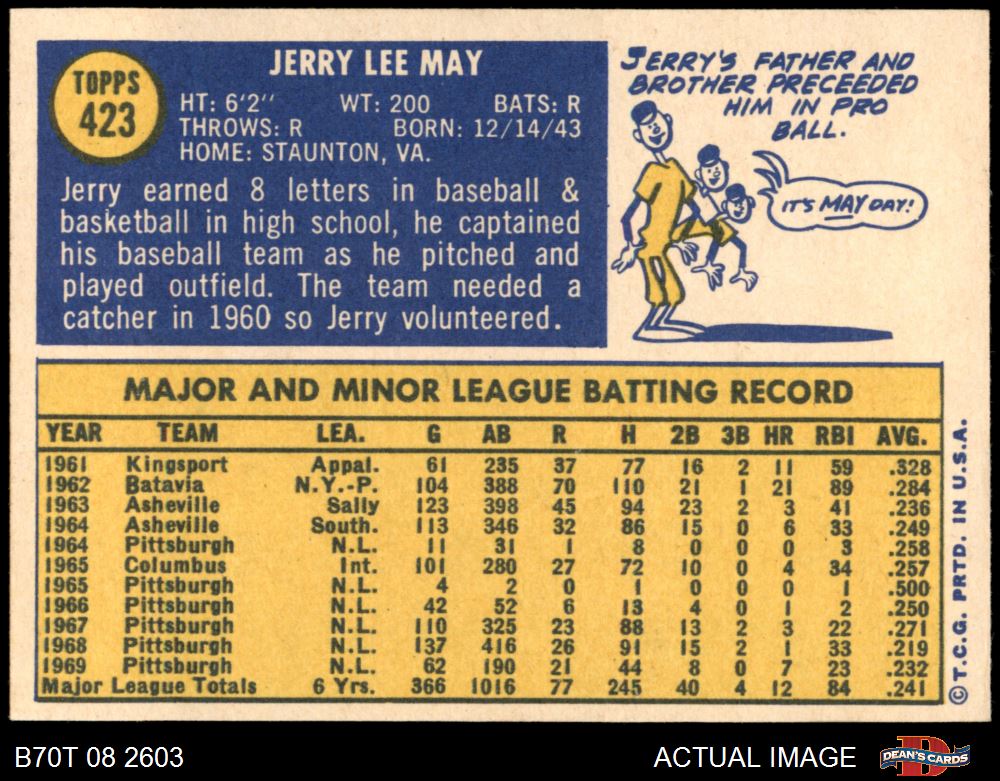 TOPPS
423
JERRY LEE MAY
HT: 6'2" WT: 200 BATS: R
THROWS: R BORN: 12/14/43
HOME: STAUNTON, VA.
Jerry earned 8 letters in baseball &
basketball in high school, he captained
his baseball team as he pitched and
played outfield. The team needed a
catcher in 1960 so Jerry volunteered.
JERRY'S FATHER AND
BROTHER PRECEEDED
HIM IN PRO
BALL.
IT'S MAY DAY!
MAJOR AND MINOR LEAGUE BATTING RECORD
YEAR TEAM LEA. G AB R H 2B 3B HR RBI AVG.
1961 Kingsport Appal. 61 235 37 77 16 2 11 59 .328
1962 Batavia N.Y.-P. 104 388 70 110 21 1 21 89 .284
1963 Asheville Sally 123 398 45 94 23 2 3 41 .236
1964 Asheville South. 113 346 32 86 15 0 6 33 .249
1964 Pittsburgh N.L. 11 31 1 8 0 0 0 3 .258
1965 Columbus Int. 101 280 27 72 10 0 4 34 .257
1965 Pittsburgh N.L. 4 2 0 1 0 0 0 1 .500
1966 Pittsburgh N.L. 42 52 6 13 4 0 1 2 .250
1967 Pittsburgh N.L. 110 325 23 88 13 2 3 22 .271
1968 Pittsburgh N.L. 137 416 26 91 15 2 1 33 .219
1969 Pittsburgh N.L. 62 190 21 44 8 0 7 23 .232
Major League Totals 6 Yrs. 366 1016 77 245 40 4 12 84 .241
© T.C.G. PRTD. IN U.S.A.
B70T 08 2603
ACTUAL IMAGE
DEAN'S CARDS